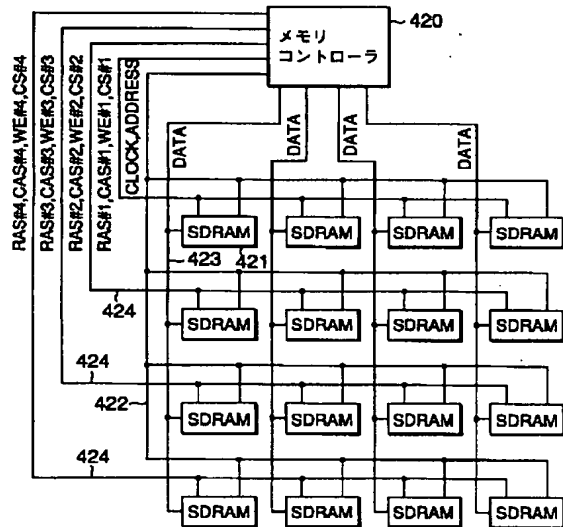 メモリ
コントローラ
420
RAS#4,CAS#4,WE#4,CS#4
RAS#3,CAS#3,WE#3,CS#3
RAS#2,CAS#2,WE#2,CS#2
RAS#1,CAS#1,WE#1,CS#1
CLOCK,ADDRESS
DATA
DATA
DATA
DATA
SDRAM
SDRAM
SDRAM
SDRAM
423
421
424
SDRAM
SDRAM
SDRAM
SDRAM
424
422
SDRAM
SDRAM
SDRAM
SDRAM
424
SDRAM
SDRAM
SDRAM
SDRAM